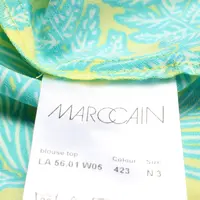 MARCCAIN
blouse top Colour Size
LA 56.01 W05 423 N 3